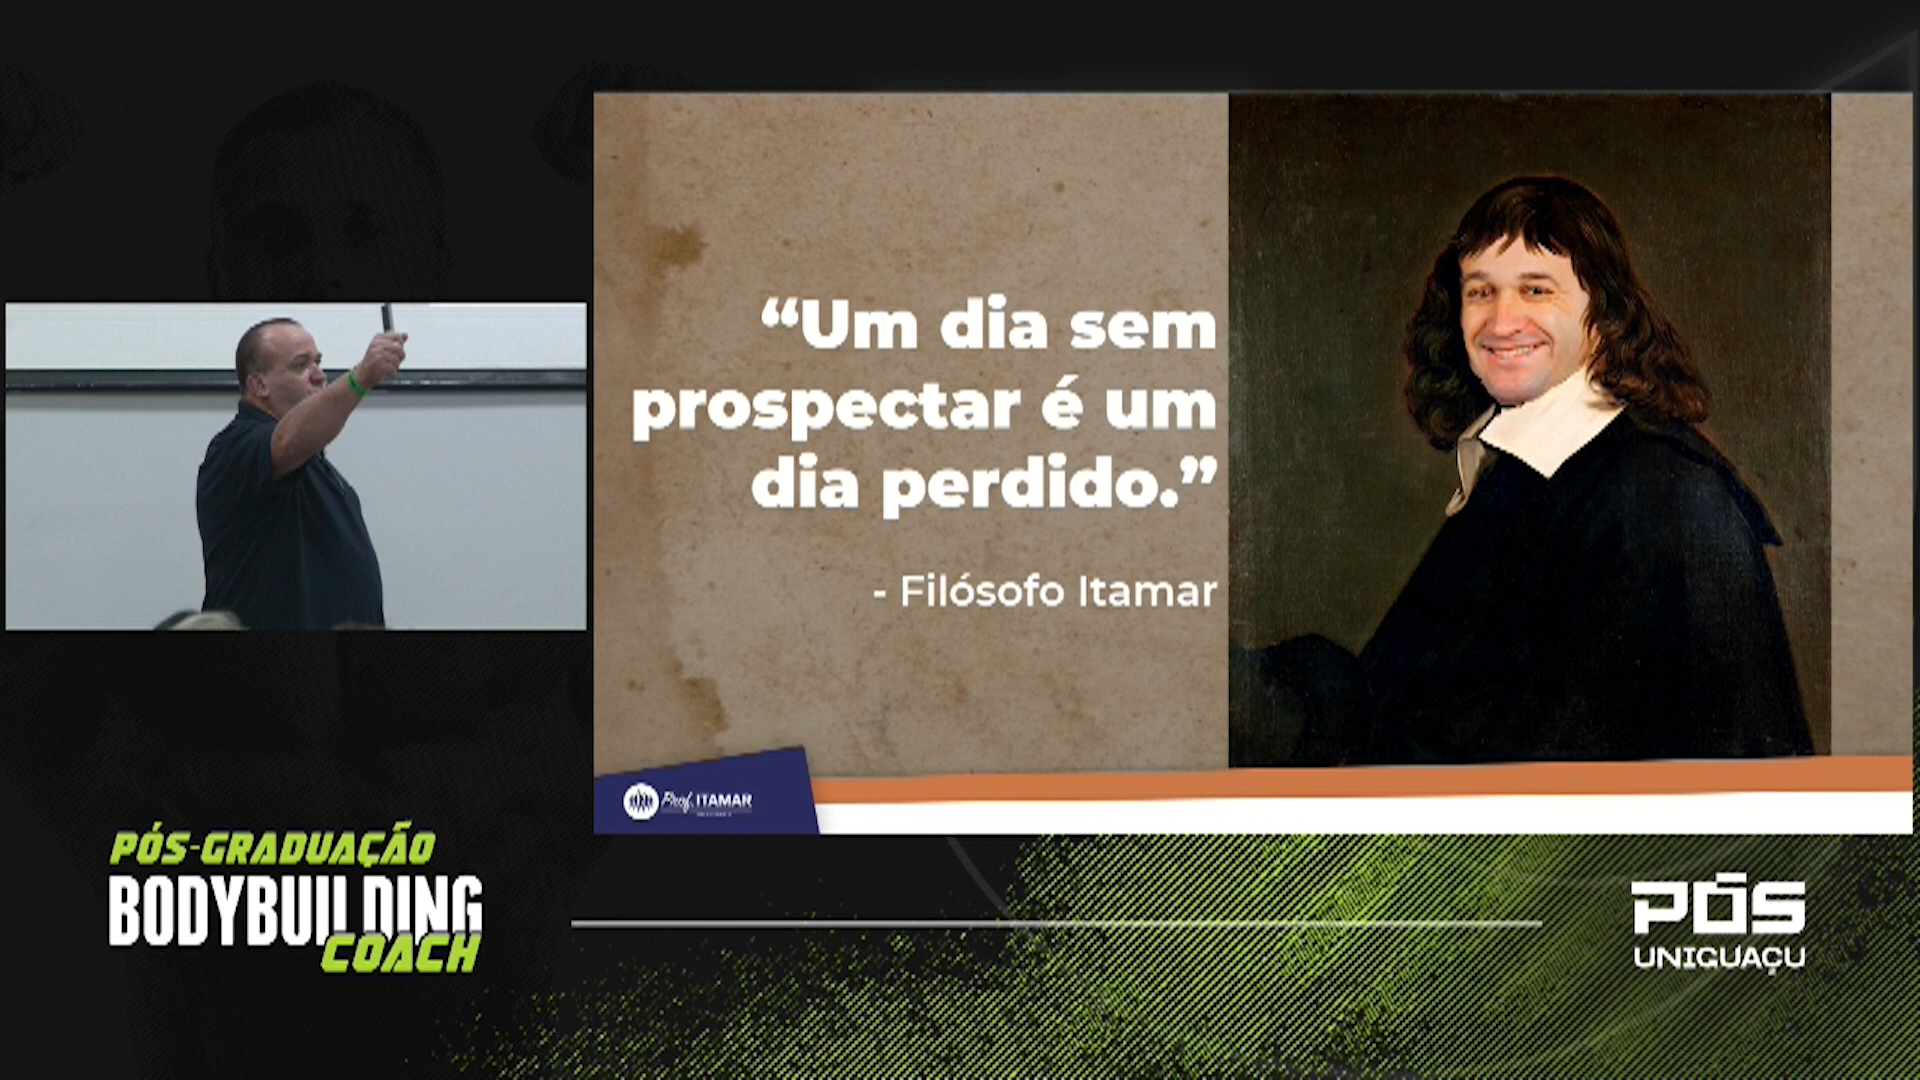 “Um dia sem
prospectar é um
dia perdido.”
- Filósofo Itamar
Prof. ITAMAR
PÓS-GRADUAÇÃO
BODYBUILDING
COACH
PÓS
UNIGUAÇU